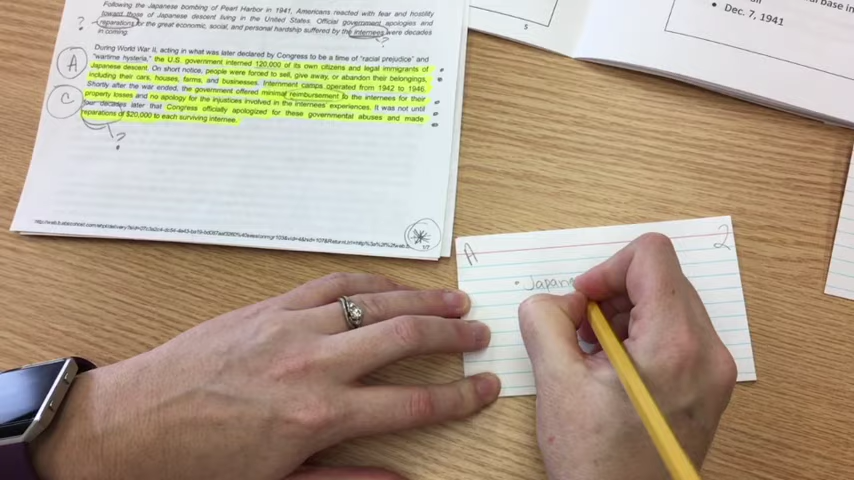 Following the Japanese bombing of Pearl Harbor in 1941, Americans reacted with fear and hostility
toward those of Japanese descent living in the United States. Official government apologies and
reparations for the great economic, social, and personal hardship suffered by the internees were decades
in coming.
?
?
During World War II, acting in what was later declared by Congress to be a time of "racial prejudice" and
"wartime hysteria," the U.S. government interned 120,000 of its own citizens and legal immigrants of
Japanese descent. On short notice, people were forced to sell, give away, or abandon their belongings,
including their cars, houses, farms, and businesses. Internment camps operated from 1942 to 1946.
Shortly after the war ended, the government offered minimal reimbursement to the internees for their
property losses and no apology for the injustices involved in the internees' experiences. It was not until
four decades later that Congress officially apologized for these governmental abuses and made
reparations of $20,000 to each surviving internee.
A
C
?
5
• Dec. 7, 1941
A
2
• Japane